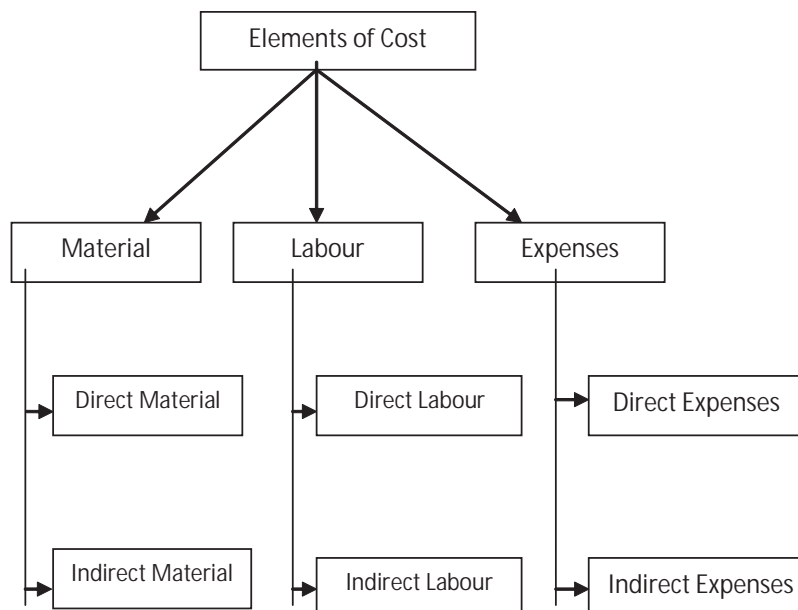 Elements of Cost
Material
Labour
Expenses
Direct Material
Direct Labour
Direct Expenses
Indirect Material
Indirect Labour
Indirect Expenses